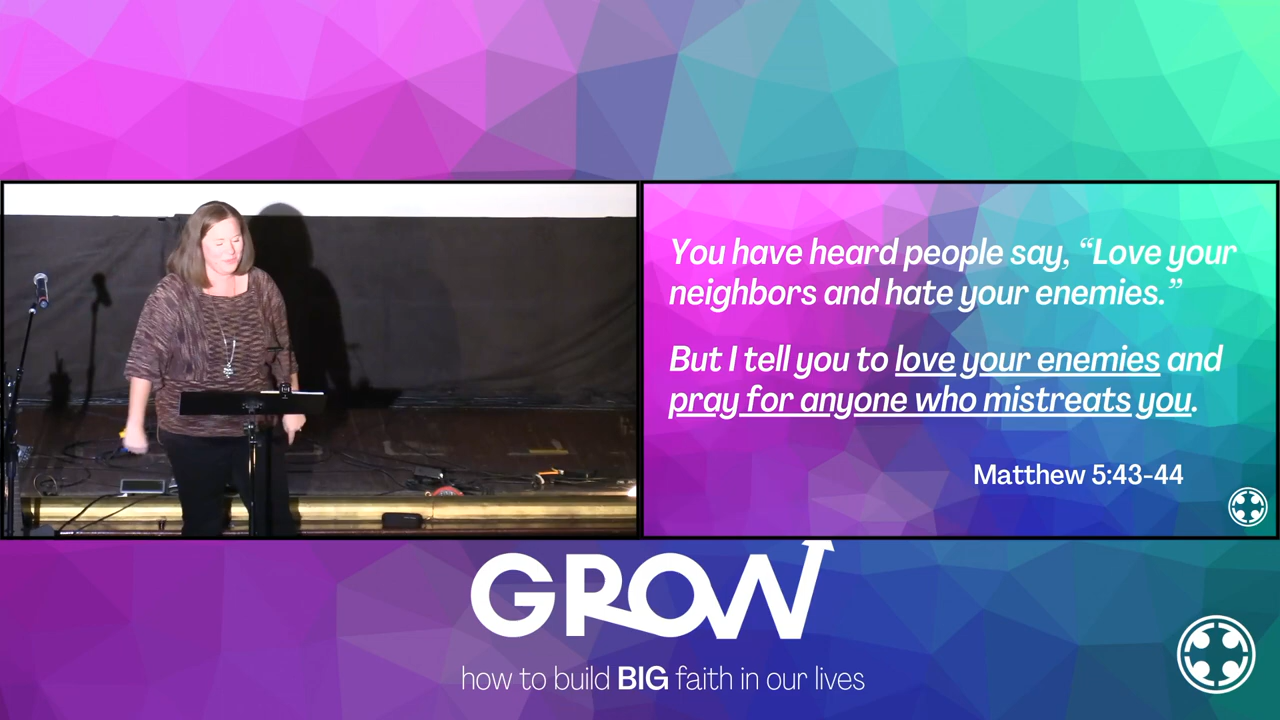 You have heard people say, “Love your
neighbors and hate your enemies.”
But I tell you to love your enemies and
pray for anyone who mistreats you.
Matthew 5:43-44
GROW
how to build BIG faith in our lives